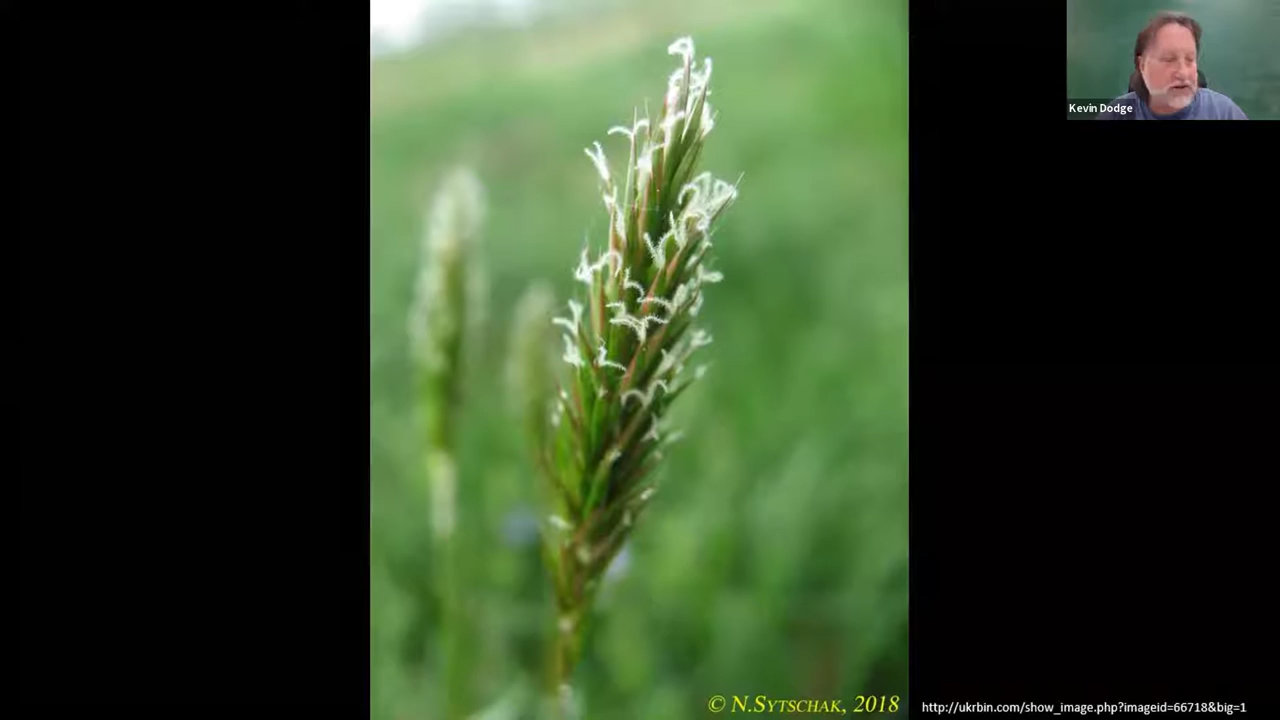 Kevin Dodge
© N.Sytschak, 2018
http://ukrbin.com/show_image.php?imageid=66718&big=1